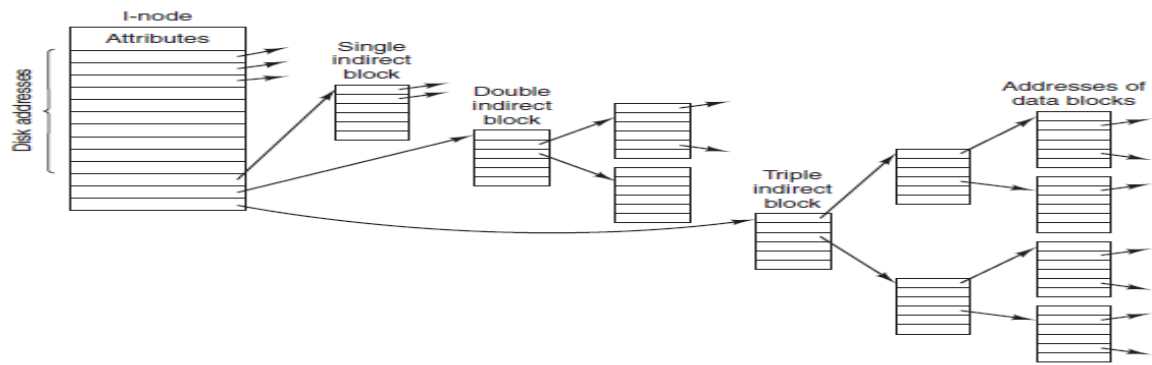 I-node
Attributes
Disk addresses
Single
indirect
block
Double
indirect
block
Triple
indirect
block
Addresses of
data blocks